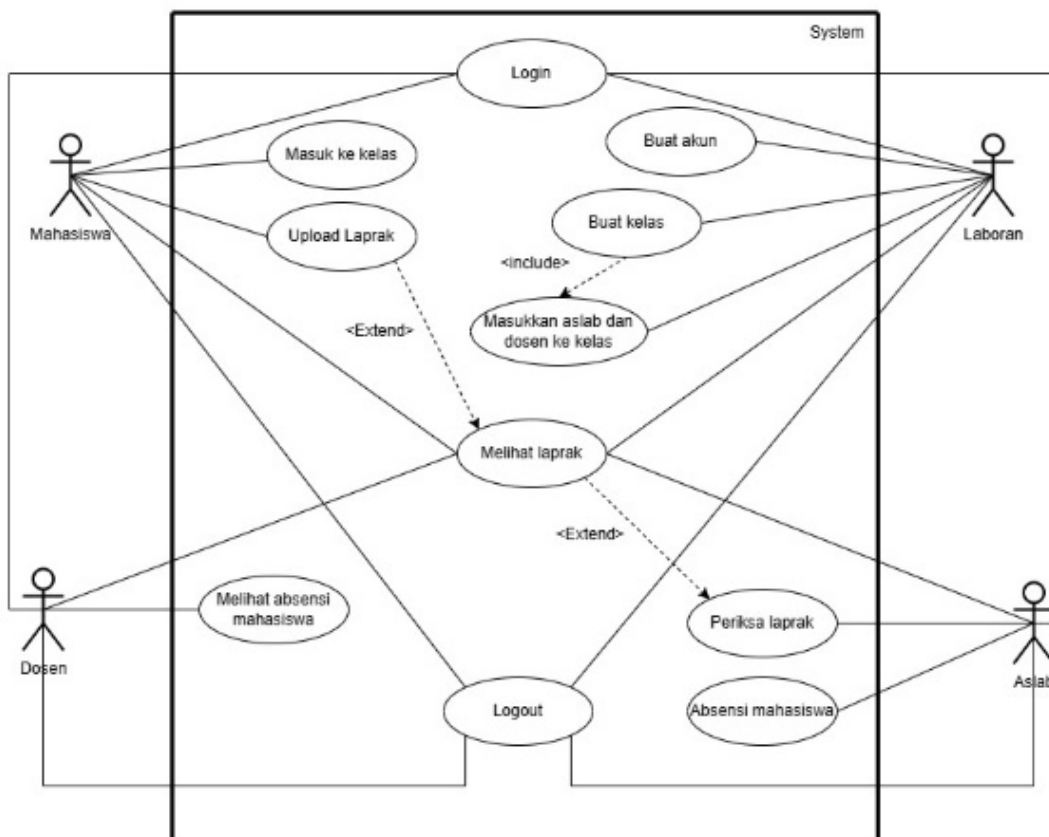 System
Login
Masuk ke kelas
Buat akun
Mahasiswa
Laboran
Upload Laprak
Buat kelas
<include>
Masukkan aslab dan
dosen ke kelas
<Extend>
Melihat laprak
<Extend>
Melihat absensi
mahasiswa
Periksa laprak
Dosen
Aslab
Logout
Absensi mahasiswa